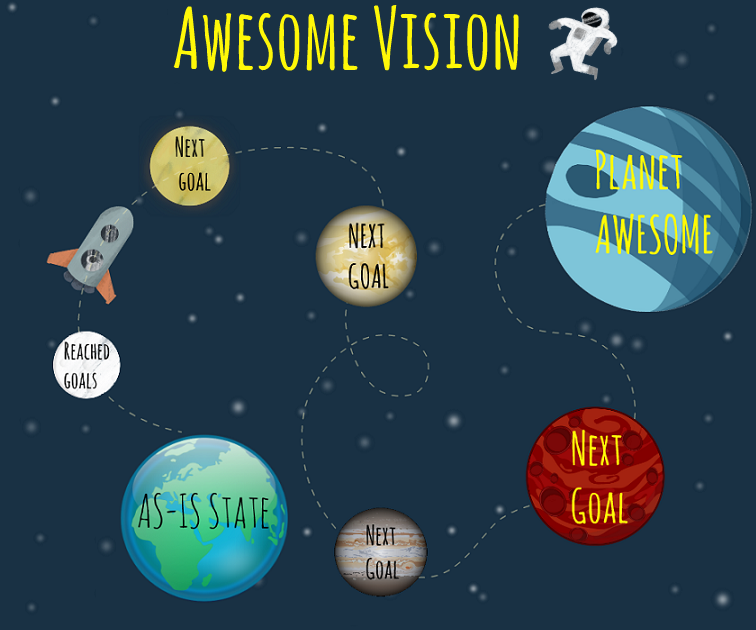 Awesome Vision
Next
goal
Next
goal
Planet
awesome
Reached
goals
Next
Goal
AS-IS State
Next
Goal